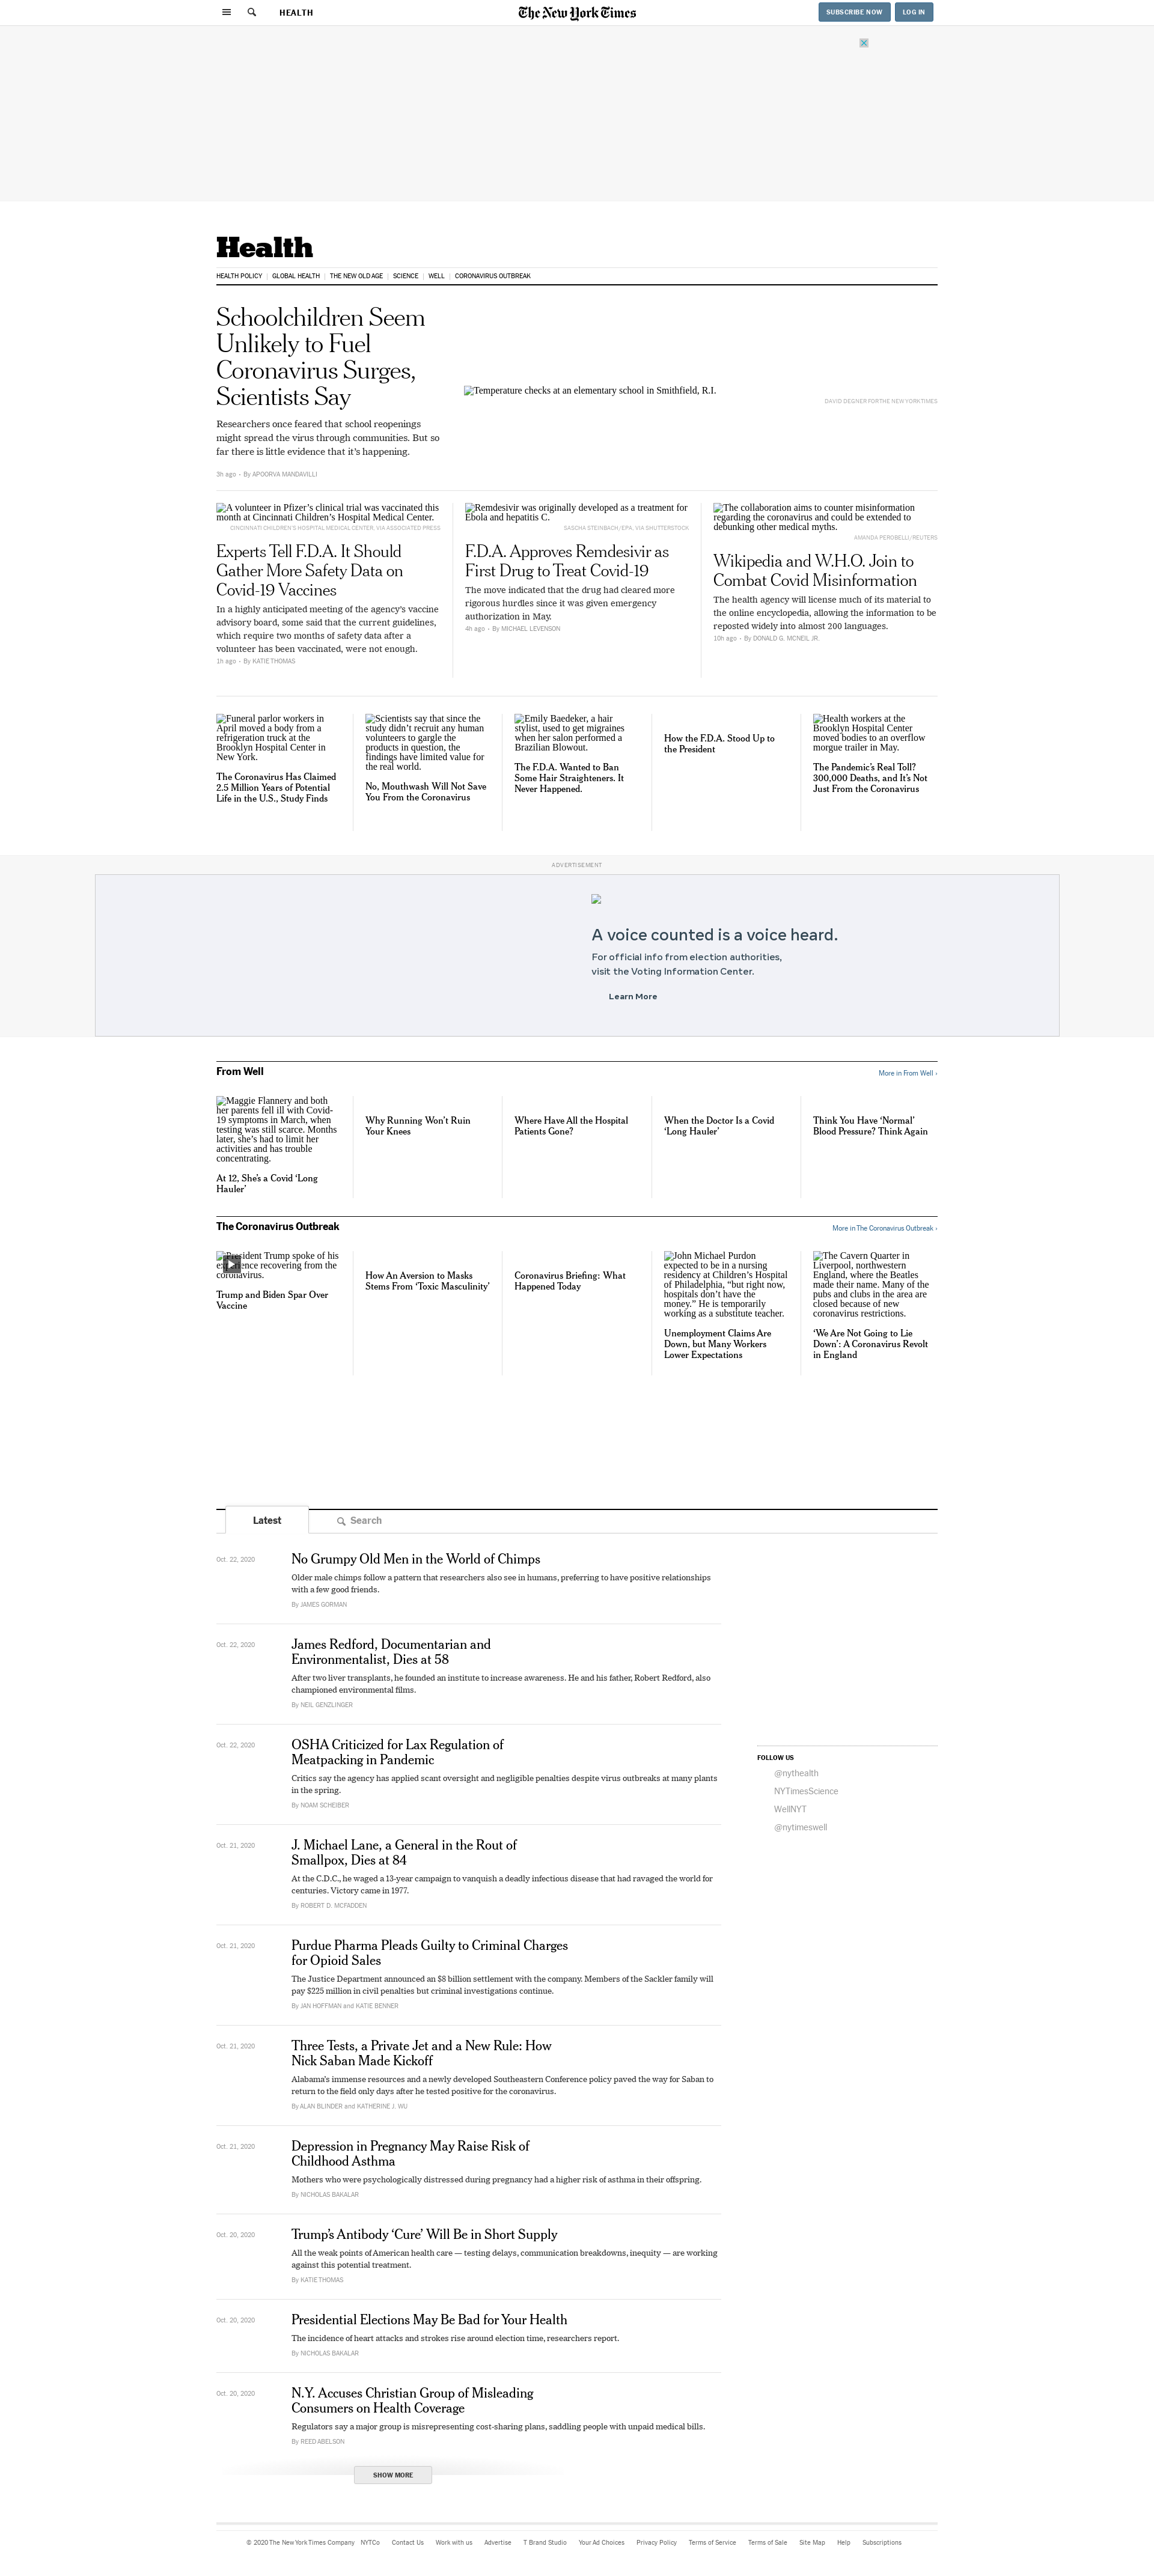 HEALTH
The New York Times
SUBSCRIBE NOW
LOG IN
Health
HEALTH POLICY | GLOBAL HEALTH | THE NEW OLD AGE | SCIENCE | WELL | CORONAVIRUS OUTBREAK
Schoolchildren Seem
Unlikely to Fuel
Coronavirus Surges,
Scientists Say
Researchers once feared that school reopenings
might spread the virus through communities. But so
far there is little evidence that it's happening.
3h ago • By APOORVA MANDAVILLI
Temperature checks at an elementary school in Smithfield, R.I.
DAVID DEGNER FOR THE NEW YORK TIMES
A volunteer in Pfizer's clinical trial was vaccinated this
month at Cincinnati Children's Hospital Medical Center.
CINCINNATI CHILDREN'S HOSPITAL MEDICAL CENTER, VIA ASSOCIATED PRESS
Experts Tell F.D.A. It Should
Gather More Safety Data on
Covid-19 Vaccines
In a highly anticipated meeting of the agency's vaccine
advisory board, some said that the current guidelines,
which require two months of safety data after a
volunteer has been vaccinated, were not enough.
1h ago • By KATIE THOMAS
Remdesivir was originally developed as a treatment for
Ebola and hepatitis C.
SASCHA STEINBACH/EPA, VIA SHUTTERSTOCK
F.D.A. Approves Remdesivir as
First Drug to Treat Covid-19
The move indicated that the drug had cleared more
rigorous hurdles since it was given emergency
authorization in May.
4h ago • By MICHAEL LEVENSON
The collaboration aims to counter misinformation
regarding the coronavirus and could be extended to
debunking other medical myths.
AMANDA PEROBELLI/REUTERS
Wikipedia and W.H.O. Join to
Combat Covid Misinformation
The health agency will license much of its material to
the online encyclopedia, allowing the information to be
reposted widely into almost 200 languages.
10h ago • By DONALD G. MCNEIL JR.
Funeral parlor workers in
April moved a body from a
refrigeration truck at the
Brooklyn Hospital Center in
New York.
The Coronavirus Has Claimed
2.5 Million Years of Potential
Life in the U.S., Study Finds
Scientists say that since the
study didn't recruit any human
volunteers to gargle the
products in question, the
findings have limited value for
the real world.
No, Mouthwash Will Not Save
You From the Coronavirus
Emily Baedeker, a hair
stylist, used to get migraines
when her salon performed a
Brazilian Blowout.
The F.D.A. Wanted to Ban
Some Hair Straighteners. It
Never Happened.
How the F.D.A. Stood Up to
the President
Health workers at the
Brooklyn Hospital Center
moved bodies to an overflow
morgue trailer in May.
The Pandemic's Real Toll?
300,000 Deaths, and It's Not
Just From the Coronavirus
ADVERTISEMENT
A voice counted is a voice heard.
For official info from election authorities,
visit the Voting Information Center.
Learn More
From Well
More in From Well ›
Maggie Flannery and both
her parents fell ill with Covid-
19 symptoms in March, when
testing was still scarce. Months
later, she's had to limit her
activities and has trouble
concentrating.
At 12, She's a Covid 'Long
Hauler'
Why Running Won't Ruin
Your Knees
Where Have All the Hospital
Patients Gone?
When the Doctor Is a Covid
'Long Hauler'
Think You Have 'Normal'
Blood Pressure? Think Again
The Coronavirus Outbreak
More in The Coronavirus Outbreak ›
President Trump spoke of his
experience recovering from the
coronavirus.
Trump and Biden Spar Over
Vaccine
How An Aversion to Masks
Stems From 'Toxic Masculinity'
Coronavirus Briefing: What
Happened Today
John Michael Purdon
expected to be in a nursing
residency at Children's Hospital
of Philadelphia, "but right now,
hospitals don't have the
money." He is temporarily
working as a substitute teacher.
Unemployment Claims Are
Down, but Many Workers
Lower Expectations
The Cavern Quarter in
Liverpool, northwestern
England, where the Beatles
made their name. Many of the
pubs and clubs in the area are
closed because of new
coronavirus restrictions.
'We Are Not Going to Lie
Down': A Coronavirus Revolt
in England
Latest
Search
Oct. 22, 2020
No Grumpy Old Men in the World of Chimps
Older male chimps follow a pattern that researchers also see in humans, preferring to have positive relationships
with a few good friends.
By JAMES GORMAN
Oct. 22, 2020
James Redford, Documentarian and
Environmentalist, Dies at 58
After two liver transplants, he founded an institute to increase awareness. He and his father, Robert Redford, also
championed environmental films.
By NEIL GENZLINGER
Oct. 22, 2020
OSHA Criticized for Lax Regulation of
Meatpacking in Pandemic
Critics say the agency has applied scant oversight and negligible penalties despite virus outbreaks at many plants
in the spring.
By NOAM SCHEIBER
FOLLOW US
@nythealth
NYTimesScience
WellNYT
@nytimeswell
Oct. 21, 2020
J. Michael Lane, a General in the Rout of
Smallpox, Dies at 84
At the C.D.C., he waged a 13-year campaign to vanquish a deadly infectious disease that had ravaged the world for
centuries. Victory came in 1977.
By ROBERT D. MCFADDEN
Oct. 21, 2020
Purdue Pharma Pleads Guilty to Criminal Charges
for Opioid Sales
The Justice Department announced an $8 billion settlement with the company. Members of the Sackler family will
pay $225 million in civil penalties but criminal investigations continue.
By JAN HOFFMAN and KATIE BENNER
Oct. 21, 2020
Three Tests, a Private Jet and a New Rule: How
Nick Saban Made Kickoff
Alabama's immense resources and a newly developed Southeastern Conference policy paved the way for Saban to
return to the field only days after he tested positive for the coronavirus.
By ALAN BLINDER and KATHERINE J. WU
Oct. 21, 2020
Depression in Pregnancy May Raise Risk of
Childhood Asthma
Mothers who were psychologically distressed during pregnancy had a higher risk of asthma in their offspring.
By NICHOLAS BAKALAR
Oct. 20, 2020
Trump's Antibody 'Cure' Will Be in Short Supply
All the weak points of American health care — testing delays, communication breakdowns, inequity — are working
against this potential treatment.
By KATIE THOMAS
Oct. 20, 2020
Presidential Elections May Be Bad for Your Health
The incidence of heart attacks and strokes rise around election time, researchers report.
By NICHOLAS BAKALAR
Oct. 20, 2020
N.Y. Accuses Christian Group of Misleading
Consumers on Health Coverage
Regulators say a major group is misrepresenting cost-sharing plans, saddling people with unpaid medical bills.
By REED ABELSON
SHOW MORE
© 2020 The New York Times Company NYTCo Contact Us Work with us Advertise T Brand Studio Your Ad Choices Privacy Policy Terms of Service Terms of Sale Site Map Help Subscriptions